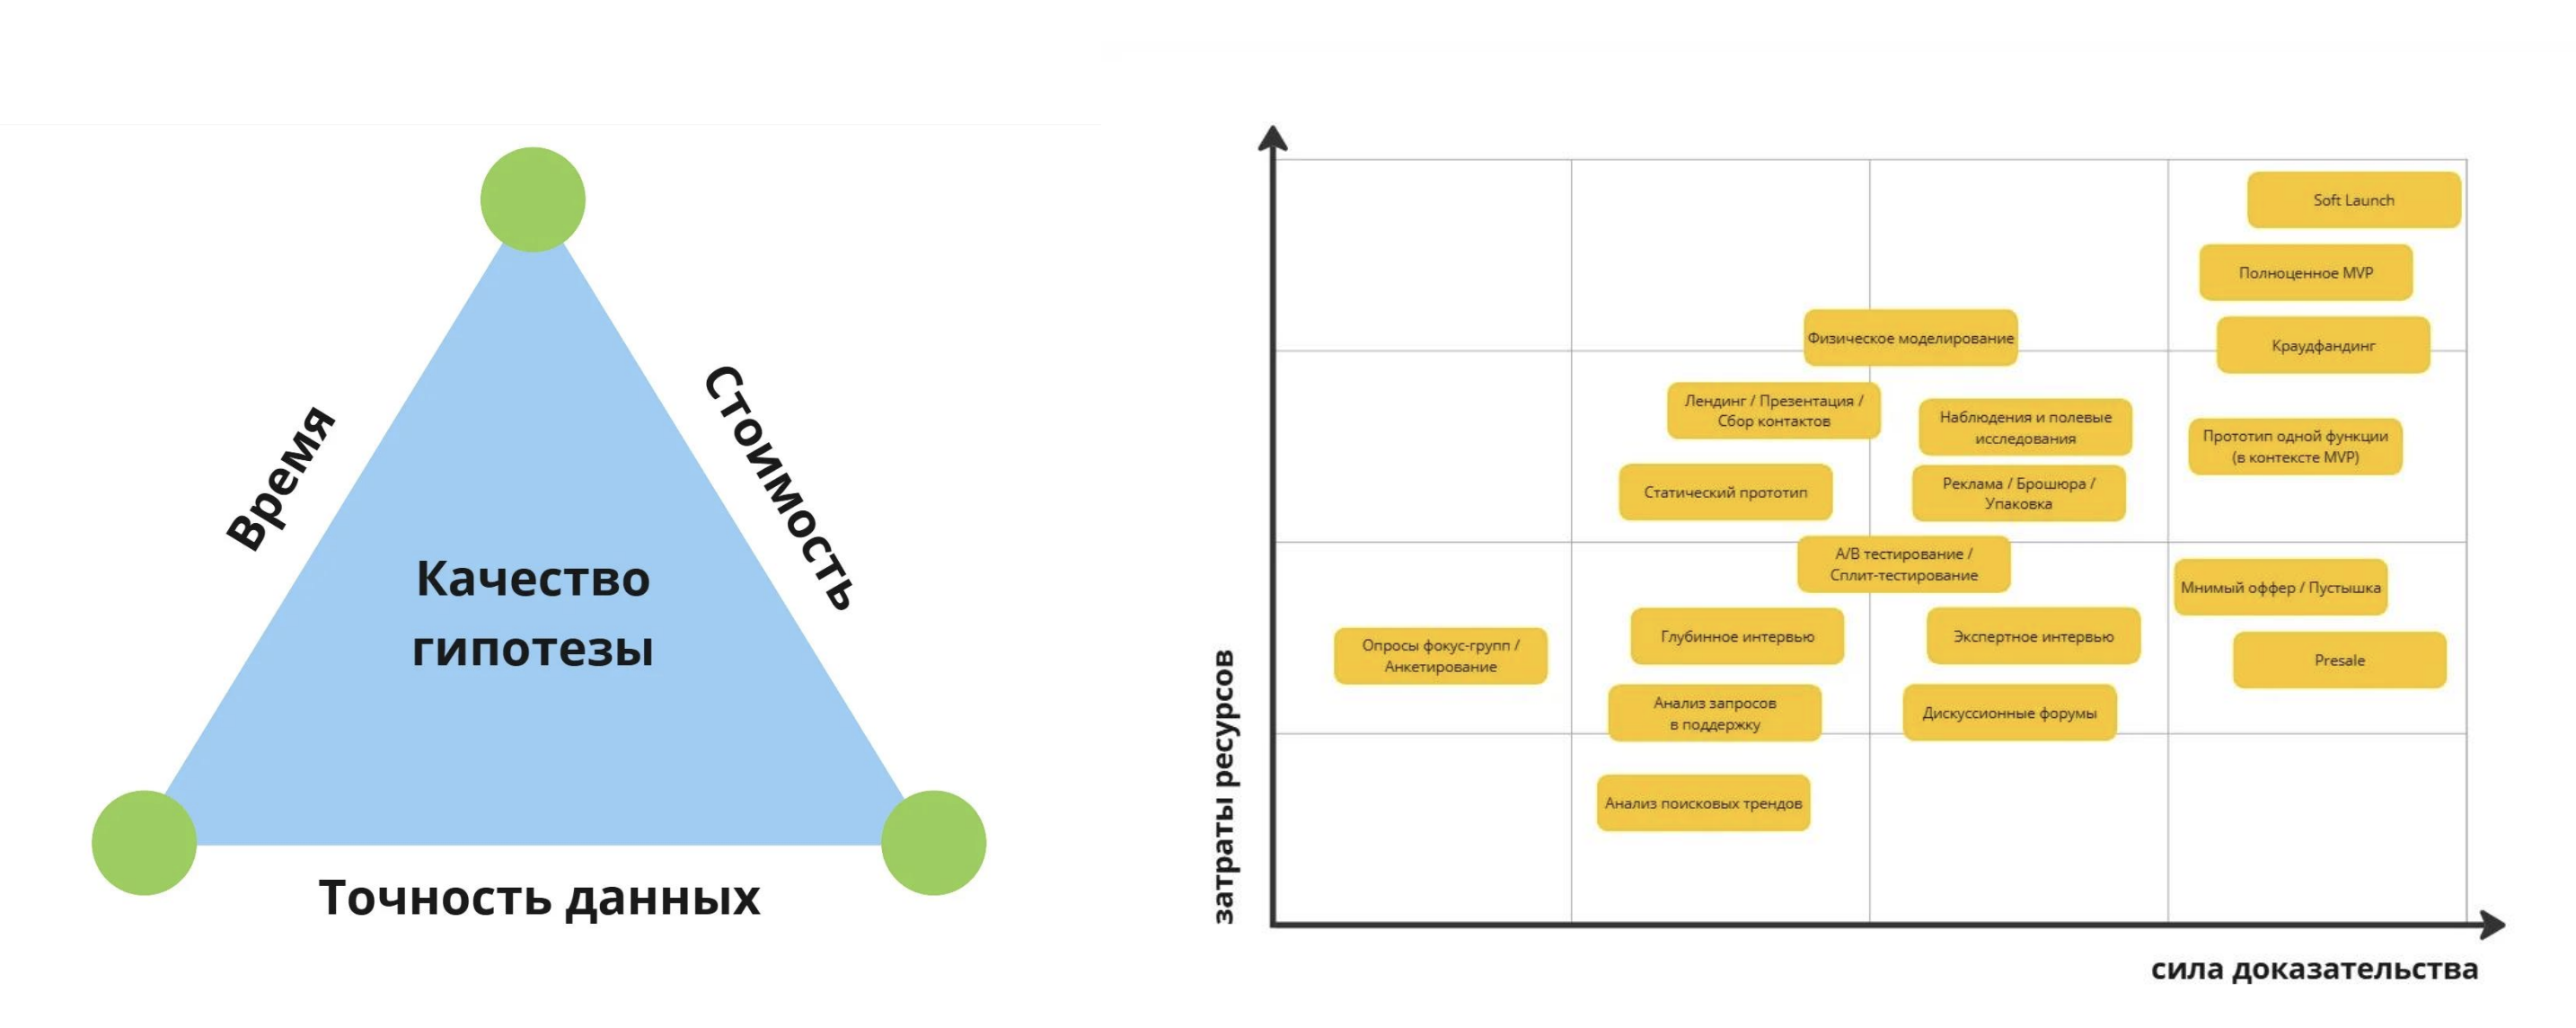 Время
Стоимость
Качество
гипотезы
Точность данных
затраты ресурсов
Soft Launch
Полноценное MVP
Физическое моделирование
Краудфандинг
Лендинг / Презентация /
Сбор контактов
Наблюдения и полевые
исследования
Прототип одной функции
(в контексте MVP)
Статический прототип
Реклама / Брошюра /
Упаковка
A/B тестирование /
Сплит-тестирование
Мнимый оффер / Пустышка
Опросы фокус-групп /
Анкетирование
Глубинное интервью
Экспертное интервью
Presale
Анализ запросов
в поддержку
Дискуссионные форумы
Анализ поисковых трендов
сила доказательства